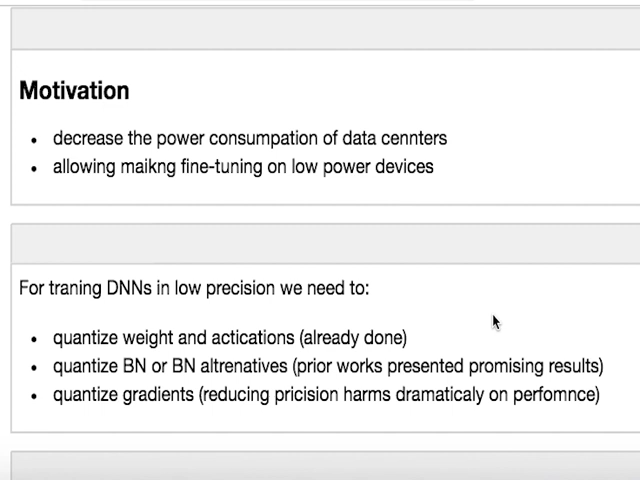 Motivation
• decrease the power consumpation of data cennters
• allowing maikng fine-tuning on low power devices
For traning DNNs in low precision we need to:
• quantize weight and actications (already done)
• quantize BN or BN altrenatives (prior works presented promising results)
• quantize gradients (reducing pricision harms dramaticaly on perfomnce)